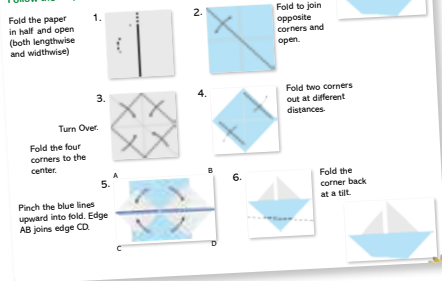 1.
Fold the paper
in half and open
(both lengthwise
and widthwise)
2.
Fold to join
opposite
corners and
open.
3.
Turn Over.
Fold the four
corners to the
center.
4.
Fold two corners
out at different
distances.
5.
A
B
Pinch the blue lines
upward into fold. Edge
AB joins edge CD.
C
D
6.
Fold the
corner back
at a tilt.